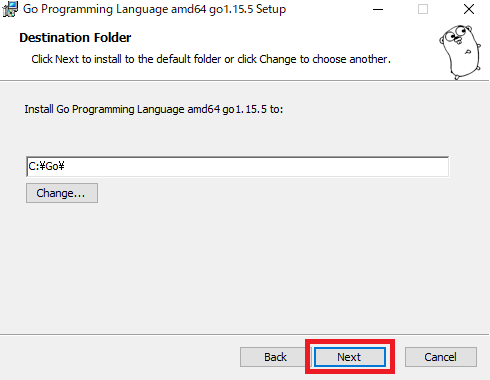 Go Programming Language amd64 go1.15.5 Setup
Destination Folder
Click Next to install to the default folder or click Change to choose another.
Install Go Programming Language amd64 go1.15.5 to:
C:¥Go¥
Change...
Back Next Cancel